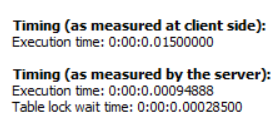 Timing (as measured at client side):
Execution time: 0:00:0.01500000
Timing (as measured by the server):
Execution time: 0:00:0.00094888
Table lock wait time: 0:00:0.00028500